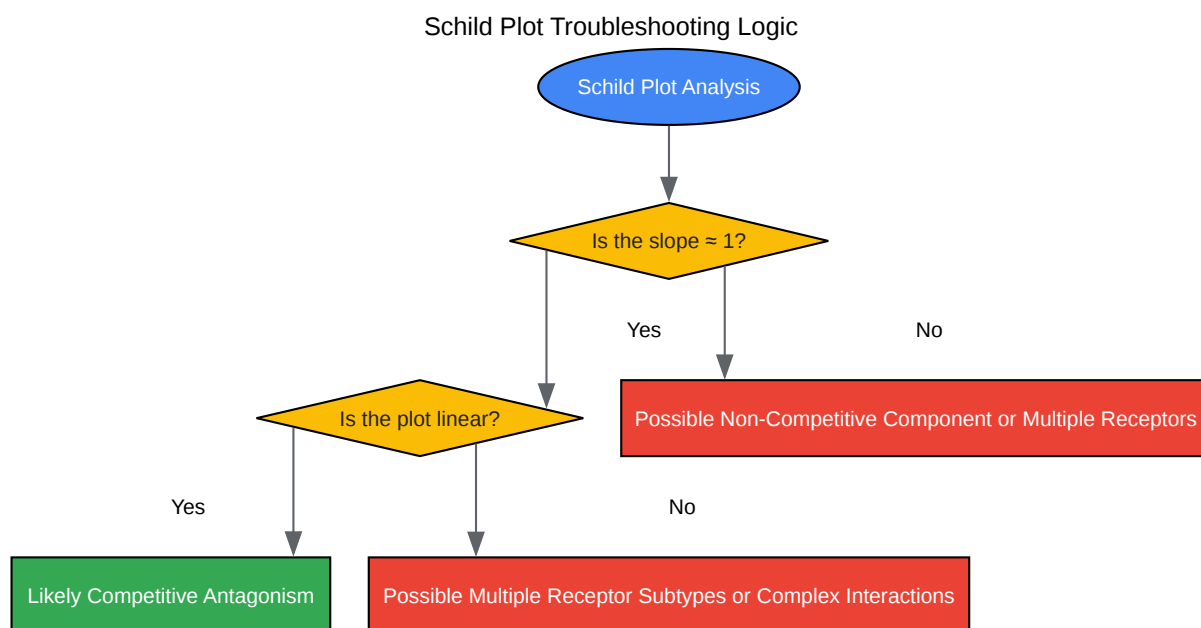 Schild Plot Troubleshooting Logic
Schild Plot Analysis
Is the slope ≈ 1?
Yes
No
Is the plot linear?
Possible Non-Competitive Component or Multiple Receptors
Yes
No
Likely Competitive Antagonism
Possible Multiple Receptor Subtypes or Complex Interactions